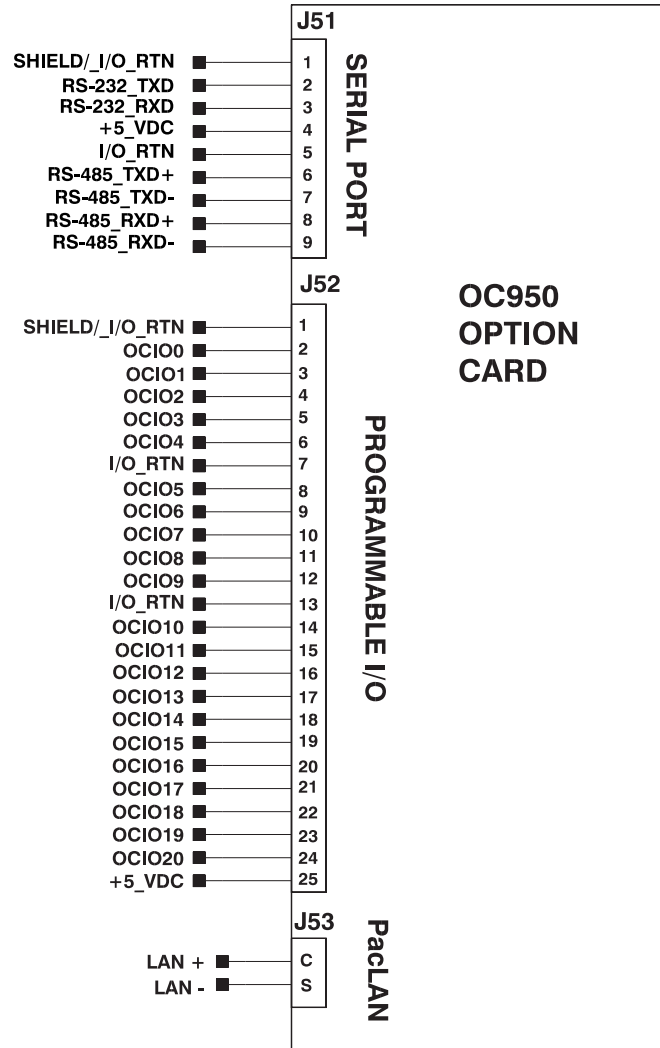 J51
SHIELD/_I/O_RTN 1
RS-232_TXD 2
RS-232_RXD 3
+5_VDC 4
I/O_RTN 5
RS-485_TXD+ 6
RS-485_TXD- 7
RS-485_RXD+ 8
RS-485_RXD- 9
SERIAL PORT
J52
SHIELD/_I/O_RTN 1
OCIO0 2
OCIO1 3
OCIO2 4
OCIO3 5
OCIO4 6
I/O_RTN 7
OCIO5 8
OCIO6 9
OCIO7 10
OCIO8 11
OCIO9 12
I/O_RTN 13
OCIO10 14
OCIO11 15
OCIO12 16
OCIO13 17
OCIO14 18
OCIO15 19
OCIO16 20
OCIO17 21
OCIO18 22
OCIO19 23
OCIO20 24
+5_VDC 25
PROGRAMMABLE I/O
OC950
OPTION
CARD
J53
LAN + C
LAN - S
PacLAN